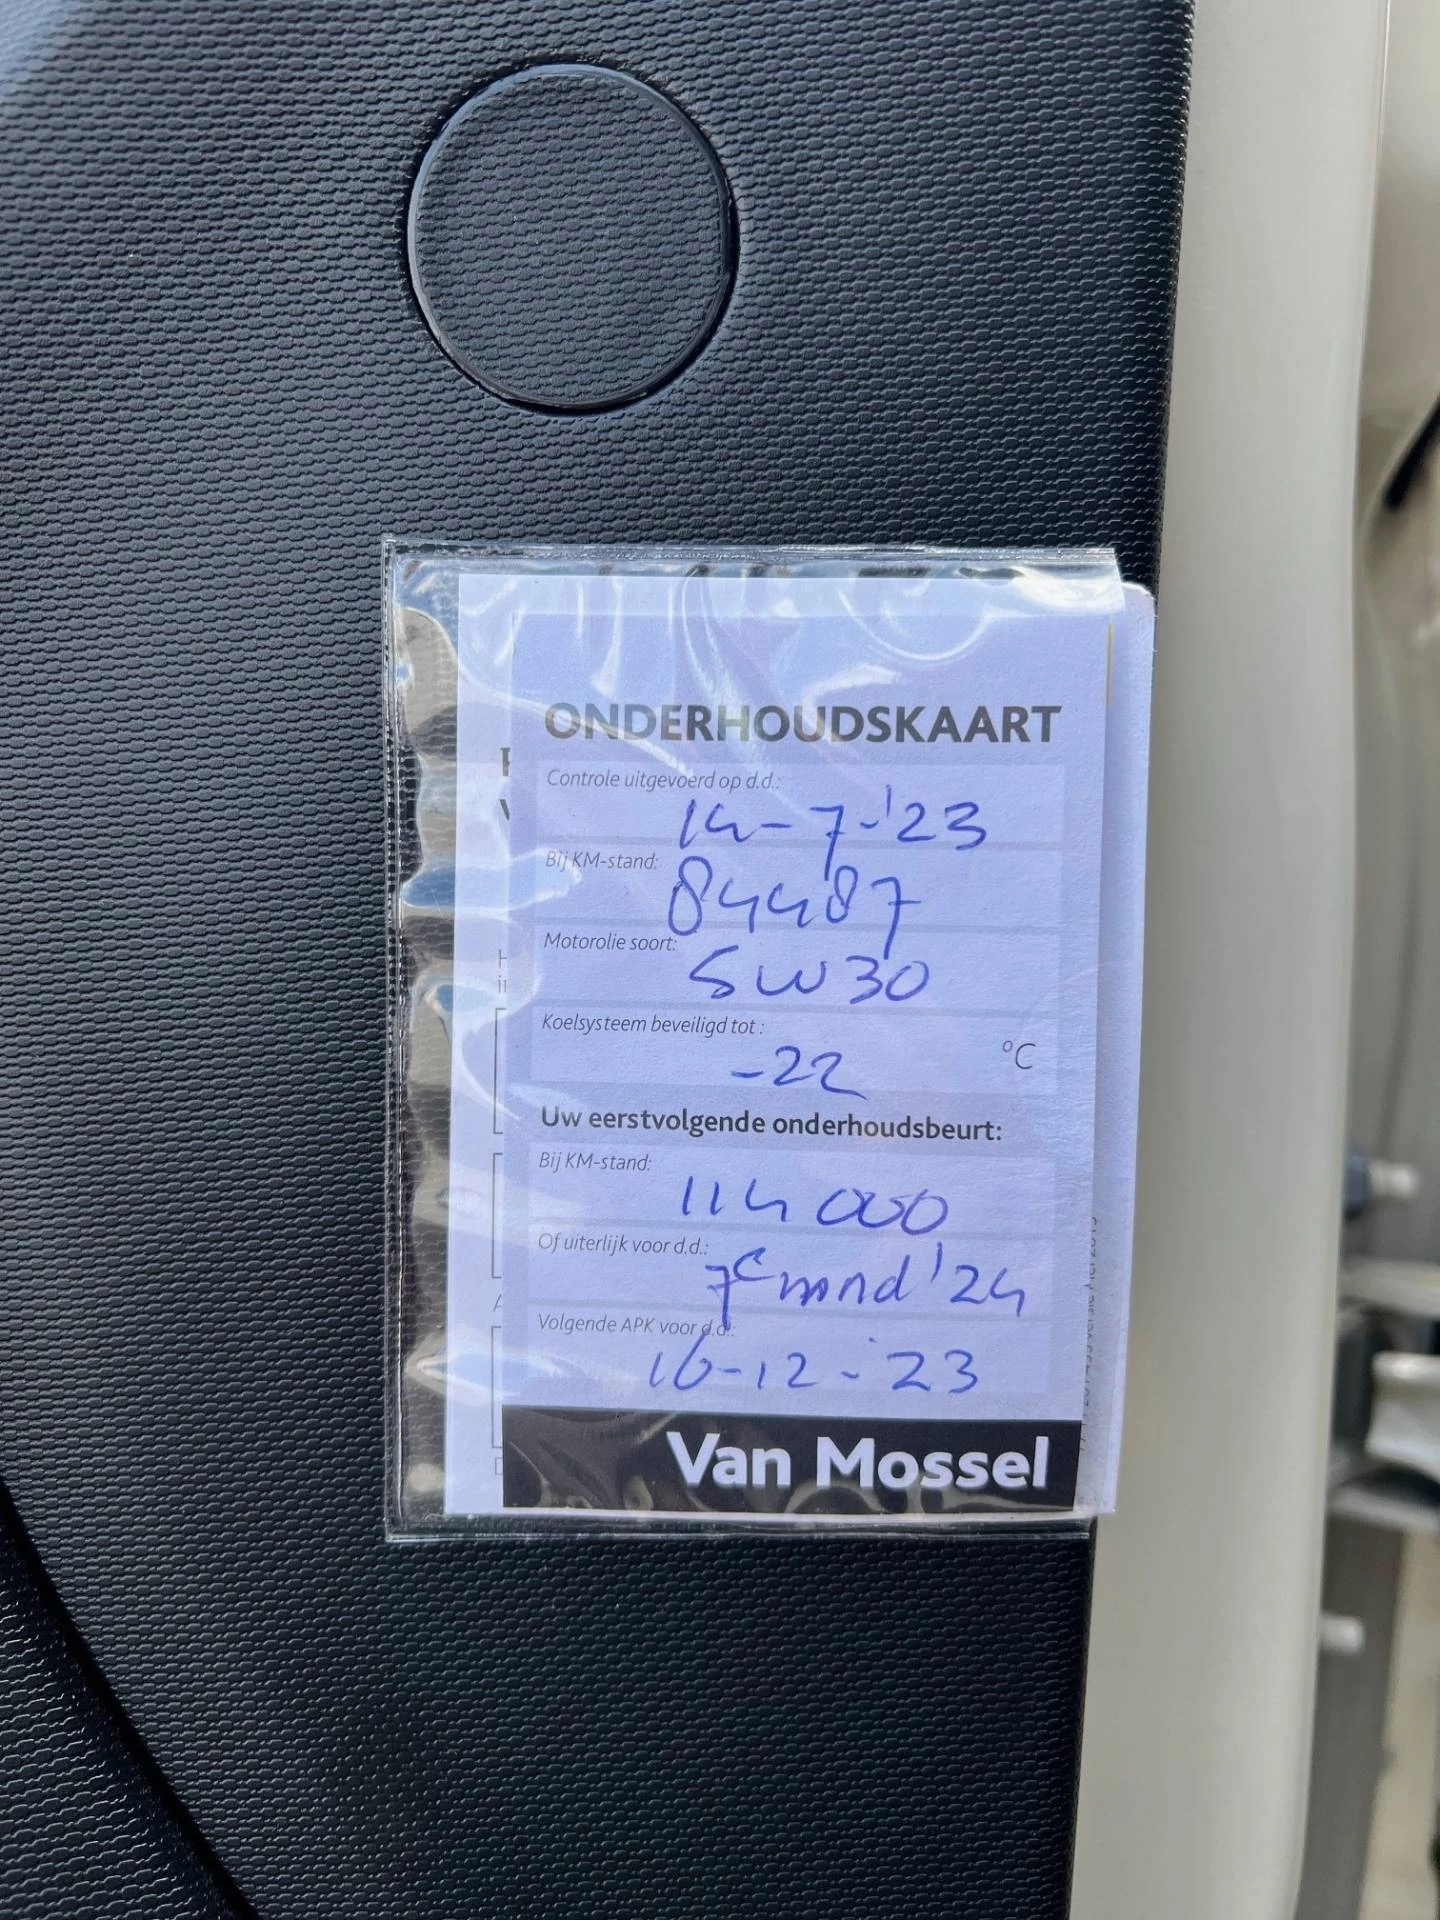 ONDERHOUDSKAART
Controle uitgevoerd op d.d.:
14-7-'23
Bij KM-stand:
84487
Motorolie soort:
5W30
Koelsysteem beveiligd tot :
-22 °C
Uw eerstvolgende onderhoudsbeurt:
Bij KM-stand:
114 000
Of uiterlijk voor d.d.:
7e mnd '24
Volgende APK voor d.d.:
16-12-'23
Van Mossel